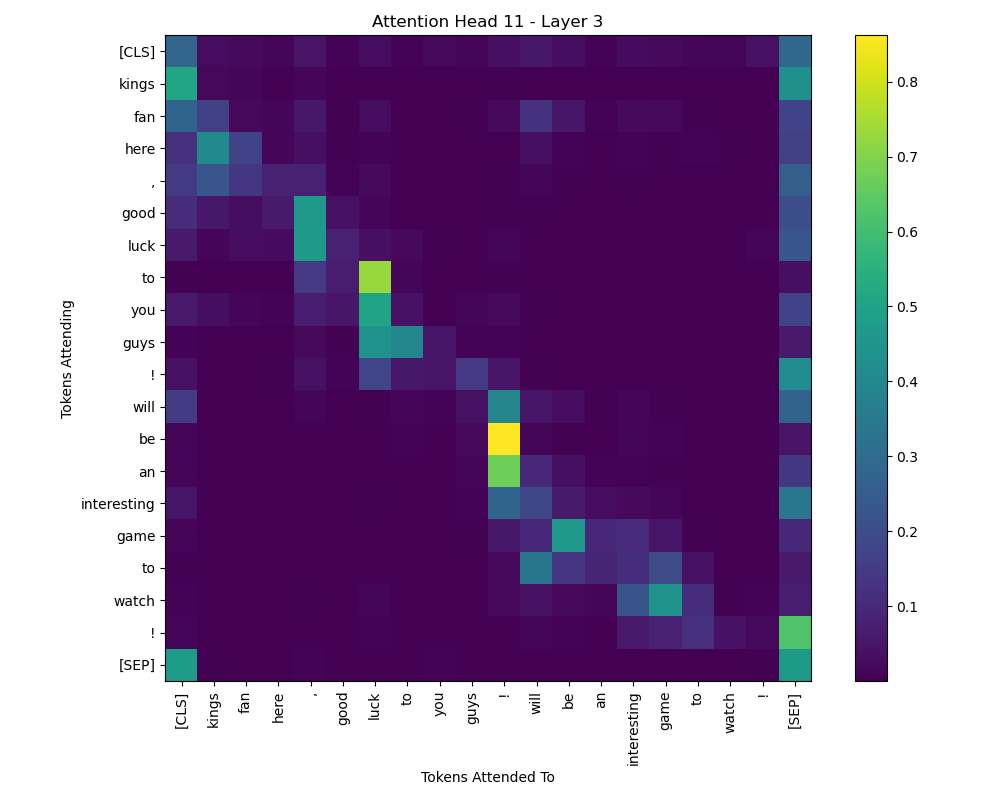 Attention Head 11 - Layer 3
[CLS]
kings
fan
here
,
good
luck
to
you
guys
!
will
be
an
interesting
game
to
watch
!
[SEP]
Tokens Attending
[CLS]
kings
fan
here
,
good
luck
to
you
guys
!
will
be
an
interesting
game
to
watch
!
[SEP]
Tokens Attended To
0.8
0.7
0.6
0.5
0.4
0.3
0.2
0.1